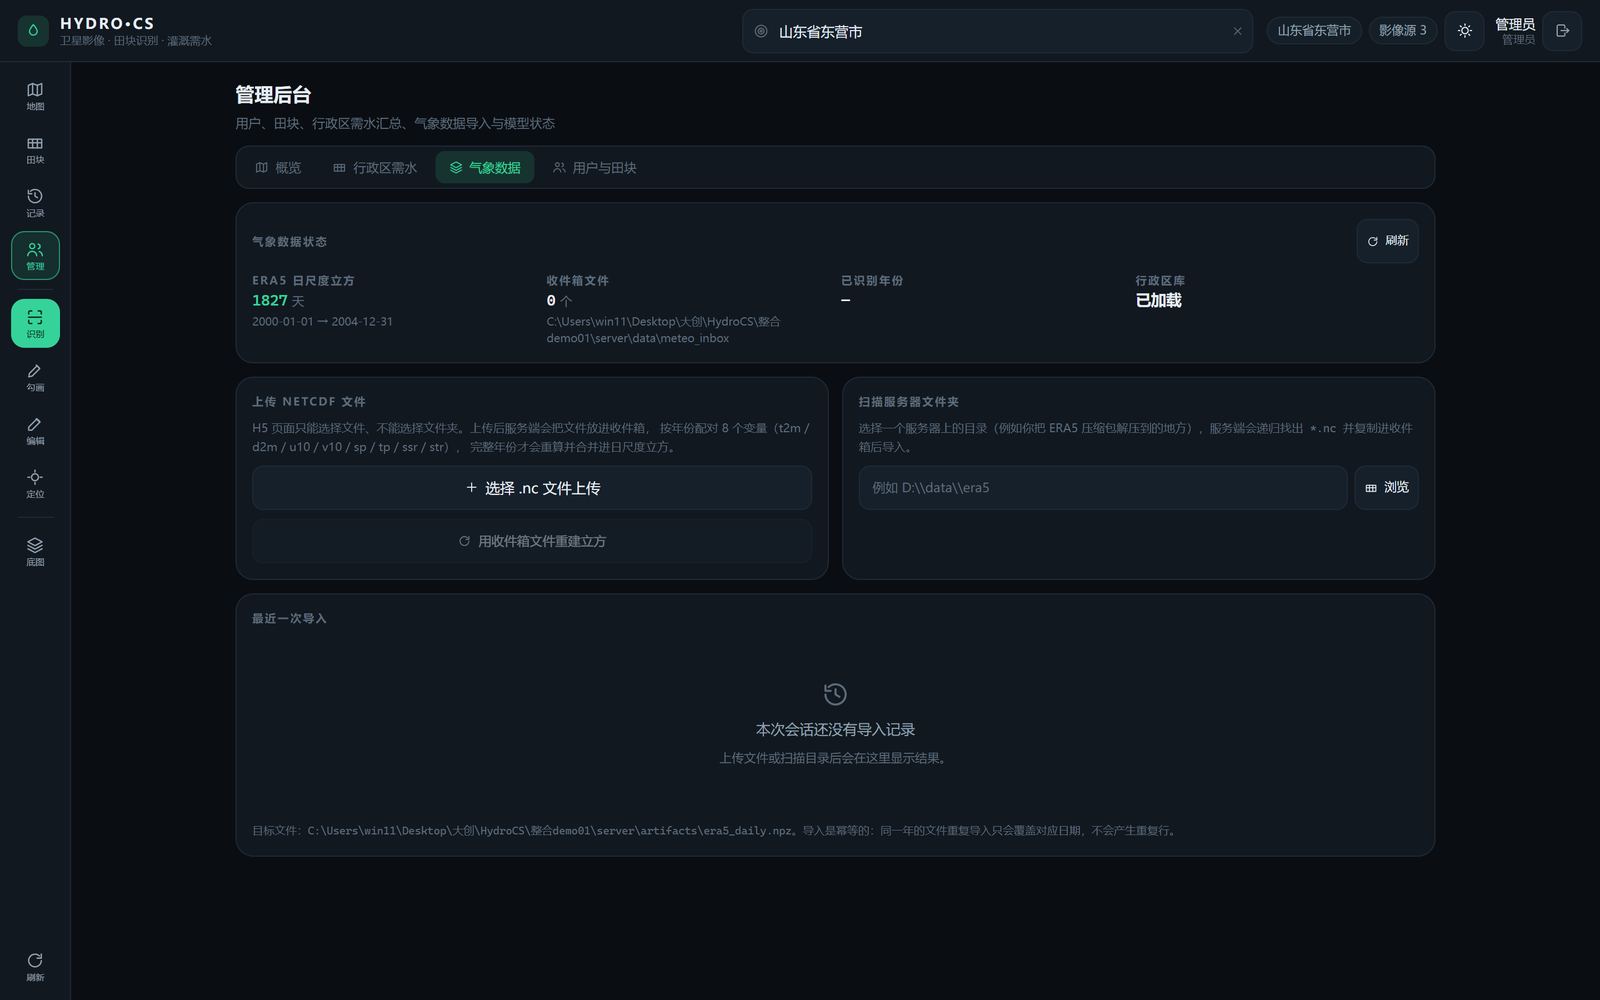 HYDRO•CS
卫星影像 · 田块识别 · 灌溉需水
山东省东营市
山东省东营市
影像源 3
管理员
管理员
地图
田块
记录
管理
识别
勾画
编辑
定位
底图
刷新
管理后台
用户、田块、行政区需水汇总、气象数据导入与模型状态
概览
行政区需水
气象数据
用户与田块
气象数据状态
刷新
ERA5 日尺度立方
1827 天
2000-01-01 → 2004-12-31
收件箱文件
0 个
C:\Users\win11\Desktop\大创\HydroCS\整合
demo01\server\data\meteo_inbox
已识别年份
—
行政区库
已加载
上传 NETCDF 文件
H5 页面只能选择文件、不能选择文件夹。上传后服务端会把文件放进收件箱， 按年份配对 8 个变量（t2m /
d2m / u10 / v10 / sp / tp / ssr / str）， 完整年份才会重算并合并进日尺度立方。
+ 选择 .nc 文件上传
用收件箱文件重建立方
扫描服务器文件夹
选择一个服务器上的目录（例如你把 ERA5 压缩包解压到的地方），服务端会递归找出 *.nc 并复制进收件
箱后导入。
例如 D:\\data\\era5
浏览
最近一次导入
本次会话还没有导入记录
上传文件或扫描目录后会在这里显示结果。
目标文件：C:\Users\win11\Desktop\大创\HydroCS\整合demo01\server\artifacts\era5_daily.npz。导入是幂等的：同一年的文件重复导入只会覆盖对应日期，不会产生重复行。